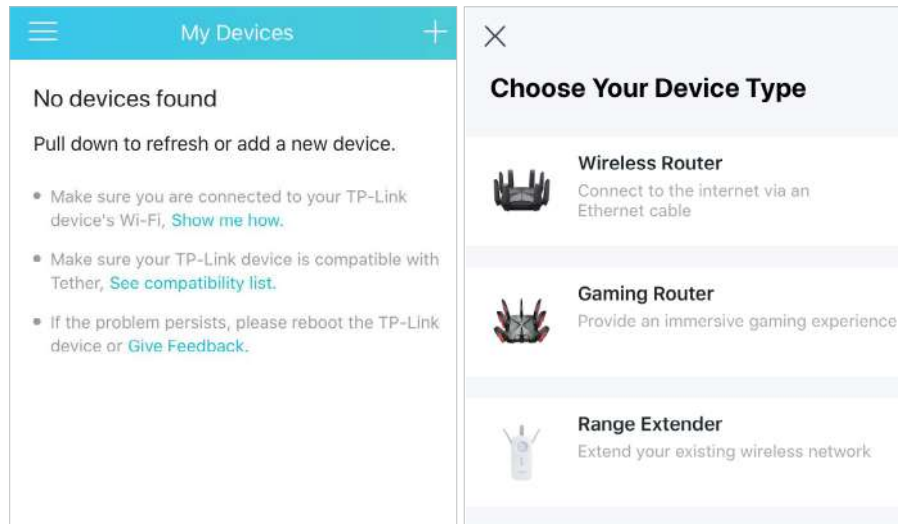 My Devices
No devices found
Pull down to refresh or add a new device.
Make sure you are connected to your TP-Link
device's Wi-Fi, Show me how.
Make sure your TP-Link device is compatible with
Tether, See compatibility list.
If the problem persists, please reboot the TP-Link
device or Give Feedback.
Choose Your Device Type
Wireless Router
Connect to the internet via an
Ethernet cable
Gaming Router
Provide an immersive gaming experience
Range Extender
Extend your existing wireless network